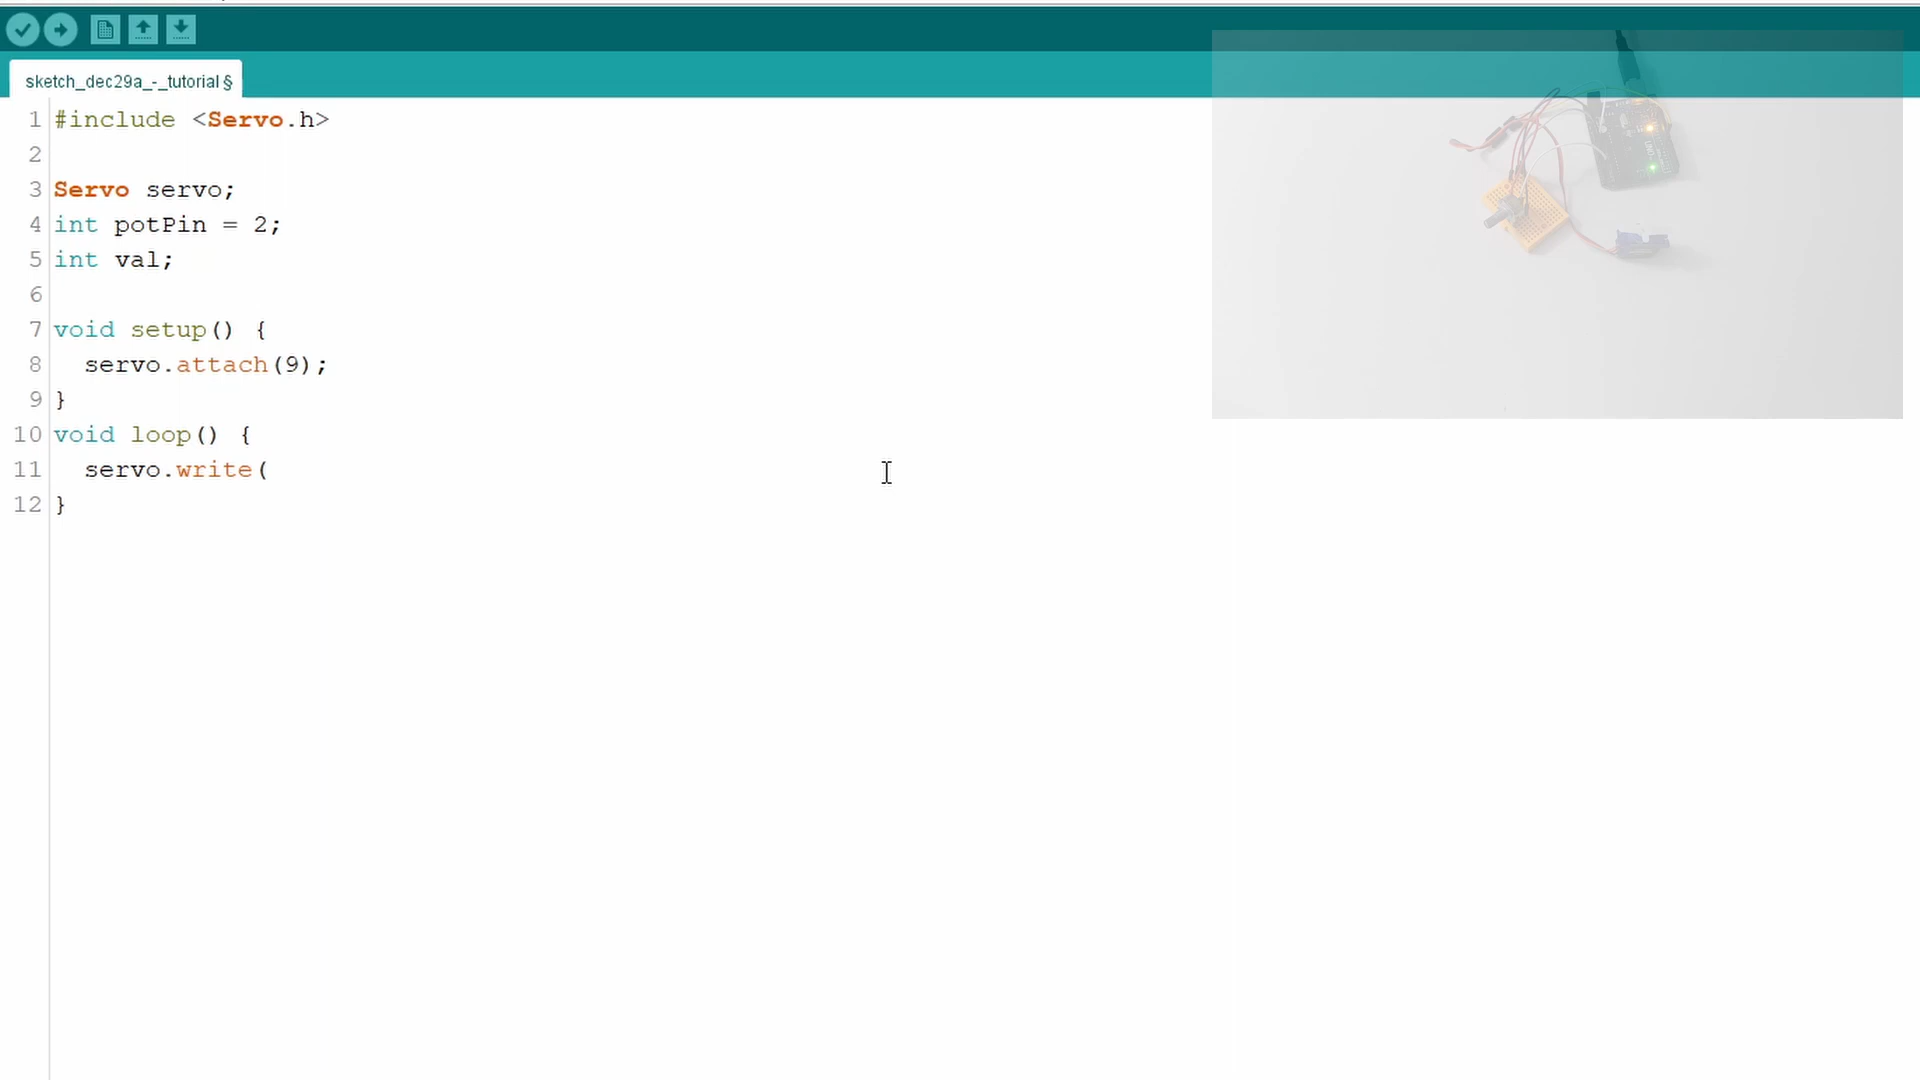 sketch_dec29a_-_tutorial §
1 #include <Servo.h>
2
3 Servo servo;
4 int potPin = 2;
5 int val;
6
7 void setup() {
8   servo.attach(9);
9 }
10 void loop() {
11   servo.write(
12 }
UNO